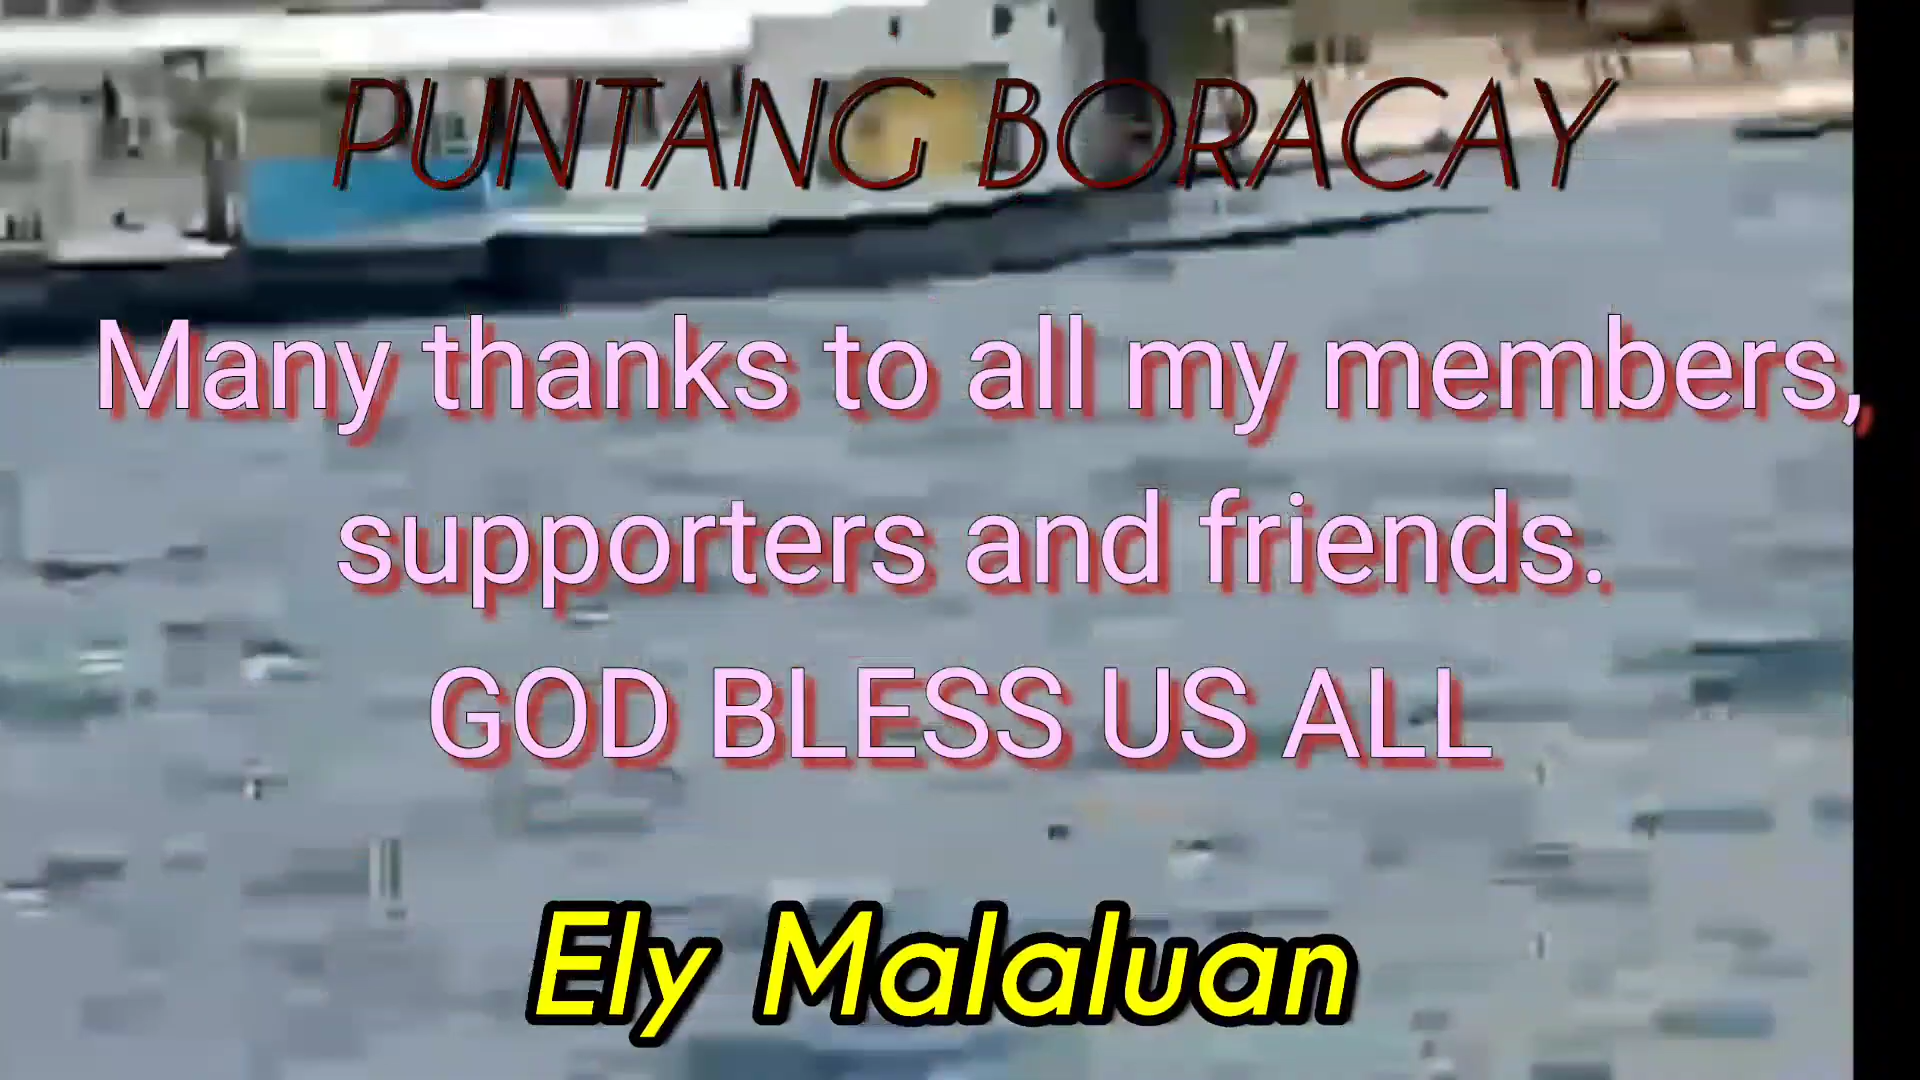 PUNTANG BORACAY
Many thanks to all my members,
supporters and friends.
GOD BLESS US ALL
Ely Malaluan